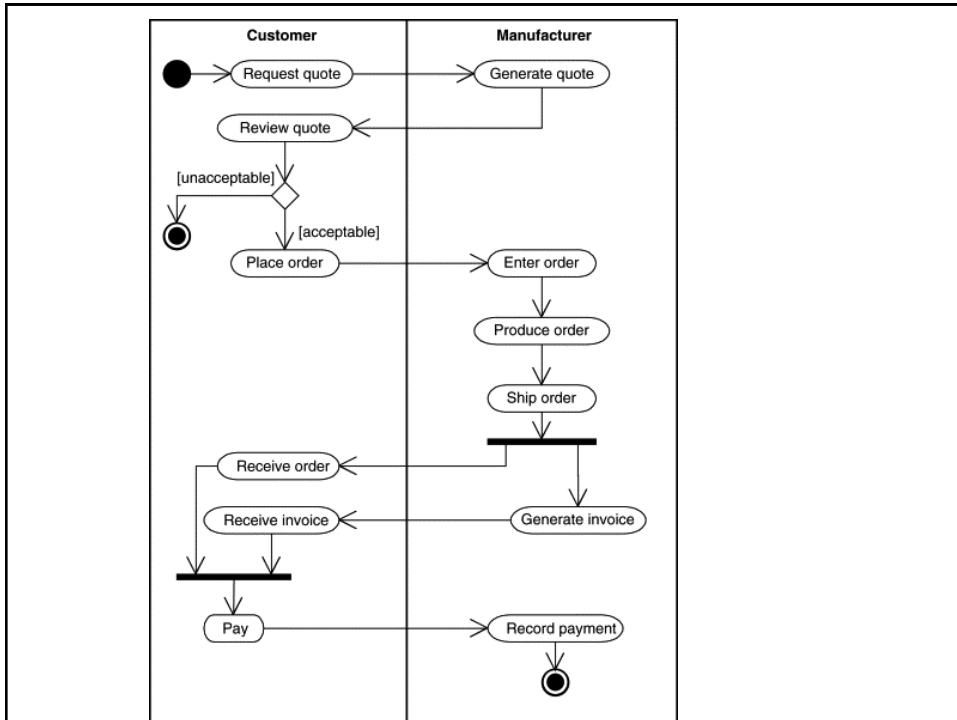 Customer
Manufacturer
Request quote
Generate quote
Review quote
[unacceptable]
[acceptable]
Place order
Enter order
Produce order
Ship order
Receive order
Receive invoice
Generate invoice
Pay
Record payment